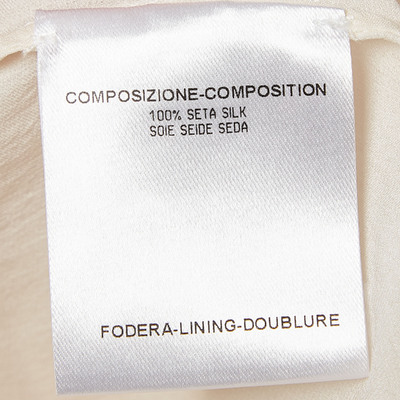 COMPOSIZIONE-COMPOSITION
100% SETA SILK
SOIE SEIDE SEDA
FODERA-LINING-DOUBLURE